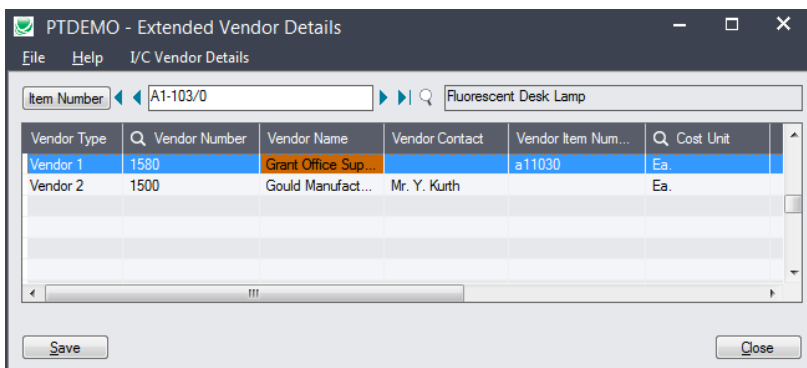 PTDEMO - Extended Vendor Details
File Help I/C Vendor Details
Item Number A1-103/0 Fluorescent Desk Lamp
Vendor Type Vendor Number Vendor Name Vendor Contact Vendor Item Num... Cost Unit
Vendor 1 1580 Grant Office Sup... a11030 Ea.
Vendor 2 1500 Gould Manufact... Mr. Y. Kurth Ea.
Save Close